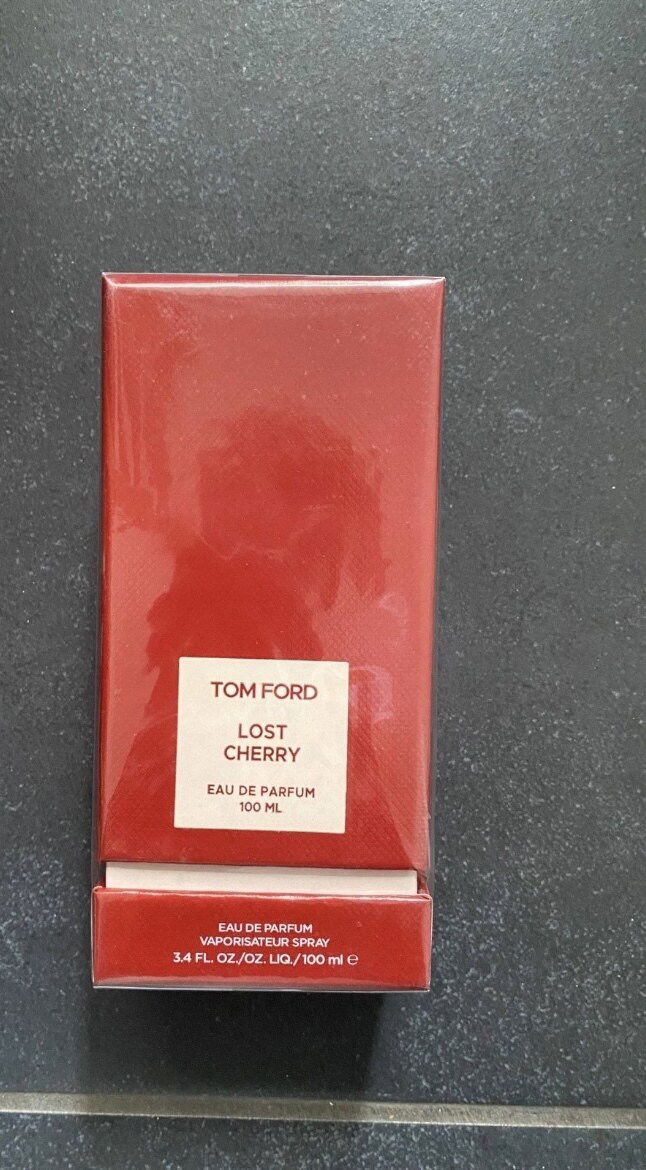 TOM FORD
LOST
CHERRY
EAU DE PARFUM
100 ML
EAU DE PARFUM
VAPORISATEUR SPRAY
3.4 FL. OZ./OZ. LIQ./100 ml ℮